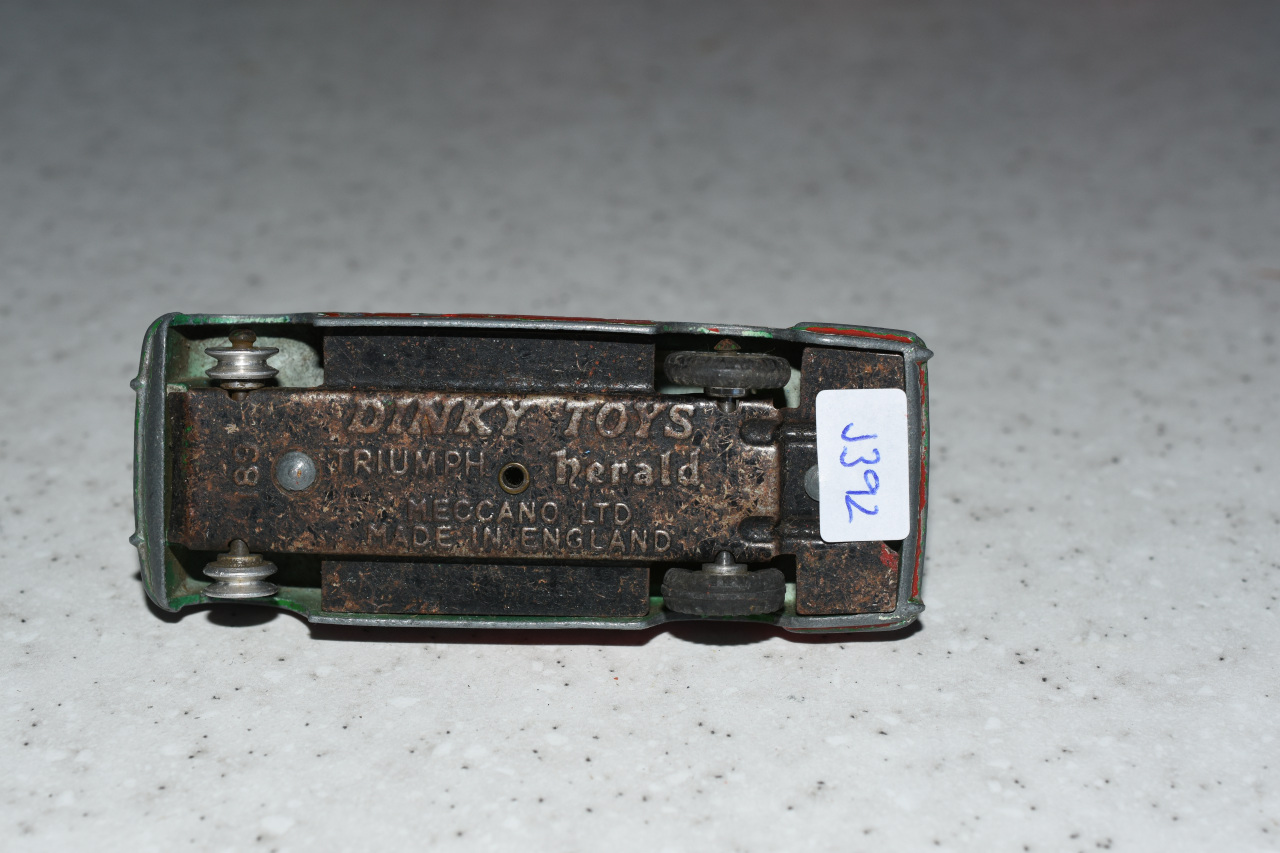 DINKY TOYS
TRIUMPH herald
189
MECCANO LTD
MADE IN ENGLAND
J392